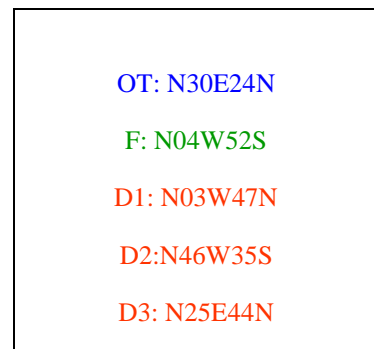 OT: N30E24N
F: N04W52S
D1: N03W47N
D2:N46W35S
D3: N25E44N